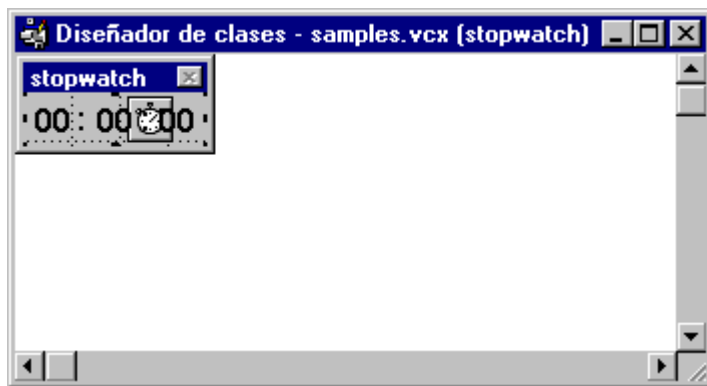 Diseñador de clases - samples.vcx (stopwatch)
stopwatch
00 : 00 00